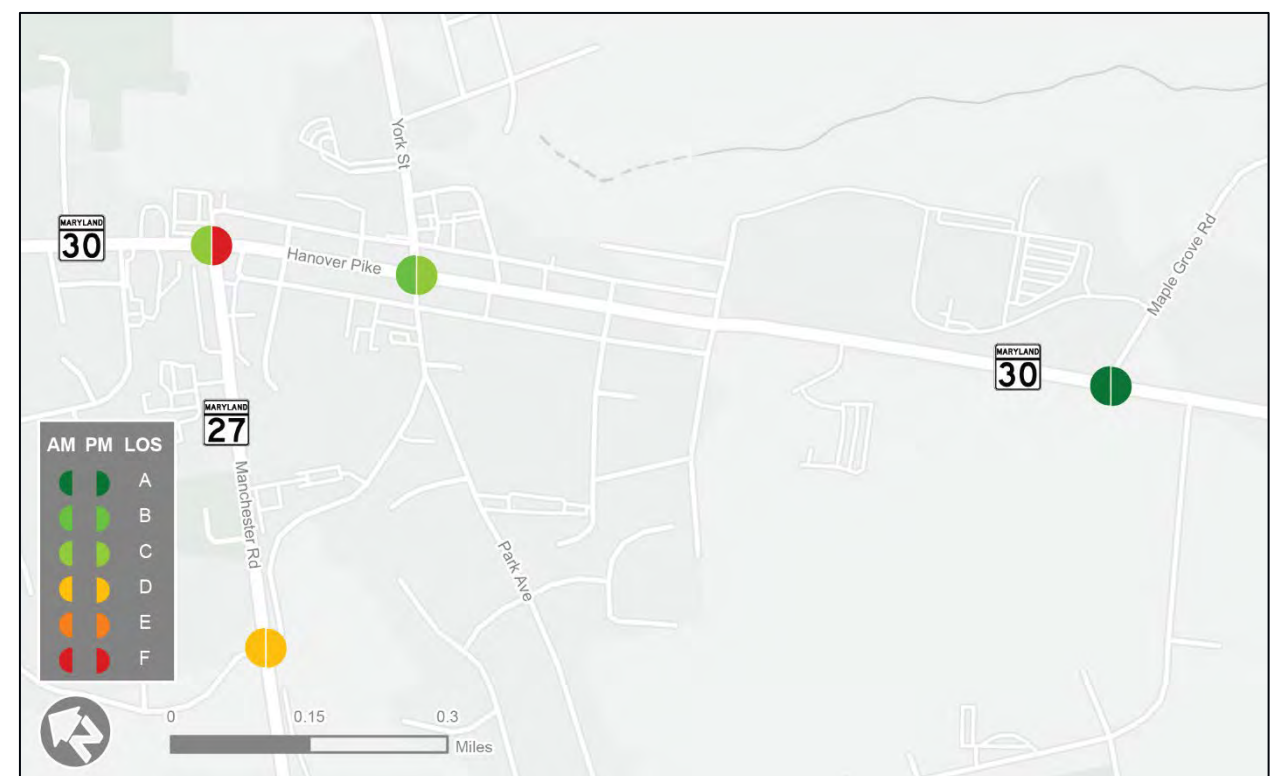 York St
MARYLAND
30
Hanover Pike
Maple Grove Rd
MARYLAND
30
MARYLAND
27
AM PM LOS
A
B
C
D
E
F
Manchester Rd
Park Ave
0 0.15 0.3
Miles